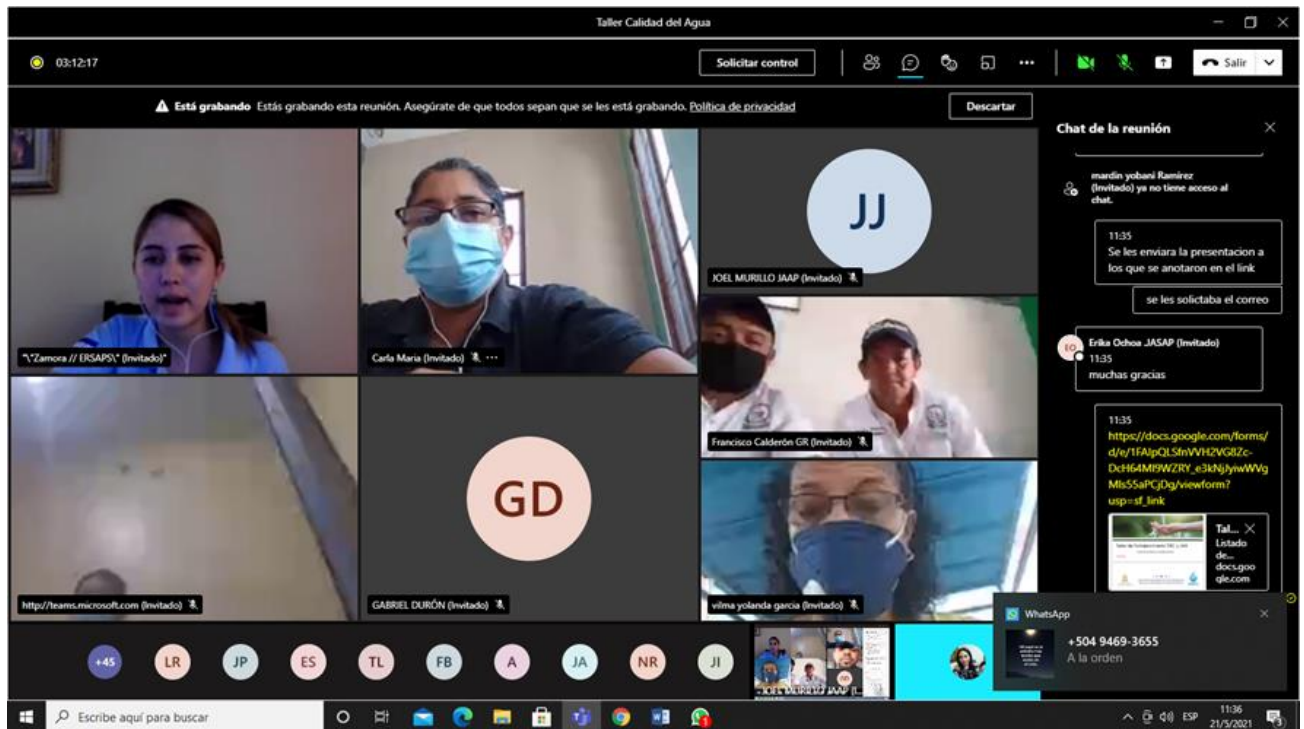 Taller Calidad del Agua
03:12:17
Solicitar control
Salir
Está grabando Estás grabando esta reunión. Asegúrate de que todos sepan que se les está grabando. Política de privacidad
Descartar
"\"Zamora // ERSAPS\" (Invitado)"
Carla Maria (Invitado)
JJ
JOEL MURILLO JAAP (Invitado)
Francisco Calderón GR (Invitado)
http://teams.microsoft.com (Invitado)
GD
GABRIEL DURÓN (Invitado)
vilma yolanda garcia (Invitado)
+45
LR
JP
ES
TL
FB
A
JA
NR
JI
Chat de la reunión
mardin yobani Ramírez
(Invitado) ya no tiene acceso al
chat.
11:35
Se les enviara la presentacion a
los que se anotaron en el link
se les solictaba el correo
EO
Erika Ochoa JASAP (Invitado)
11:35
muchas gracias
11:35
https://docs.google.com/forms/
d/e/1FAIpQLSfnVVH2VG8Zc-
DcH64MI9WZRY_e3kNjJyiwWVg
MIs55aPCjDg/viewform?
usp=sf_link
Tal...
Listado
de...
docs.goo
gle.com
WhatsApp
+504 9469-3655
A la orden
Escribe aquí para buscar
ESP
11:36
21/5/2021